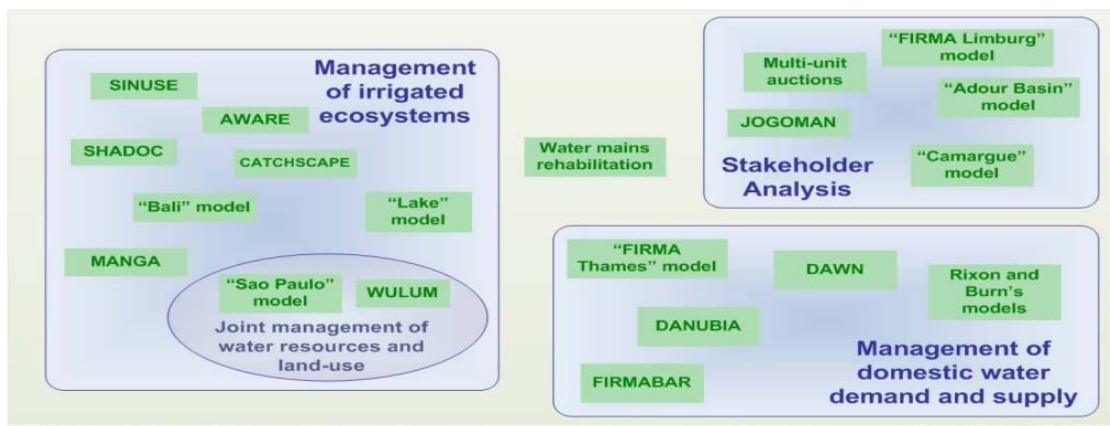 Management
of irrigated
ecosystems
SINUSE
AWARE
SHADOC
CATCHSCAPE
"Bali" model
"Lake"
model
MANGA
"Sao Paulo"
model
WULUM
Joint management of
water resources and
land-use
Water mains
rehabilitation
"FIRMA Limburg"
model
Multi-unit
auctions
"Adour Basin"
model
JOGOMAN
"Camargue"
model
Stakeholder
Analysis
"FIRMA
Thames" model
DAWN
Rixon and
Burn's
models
DANUBIA
FIRMABAR
Management of
domestic water
demand and supply